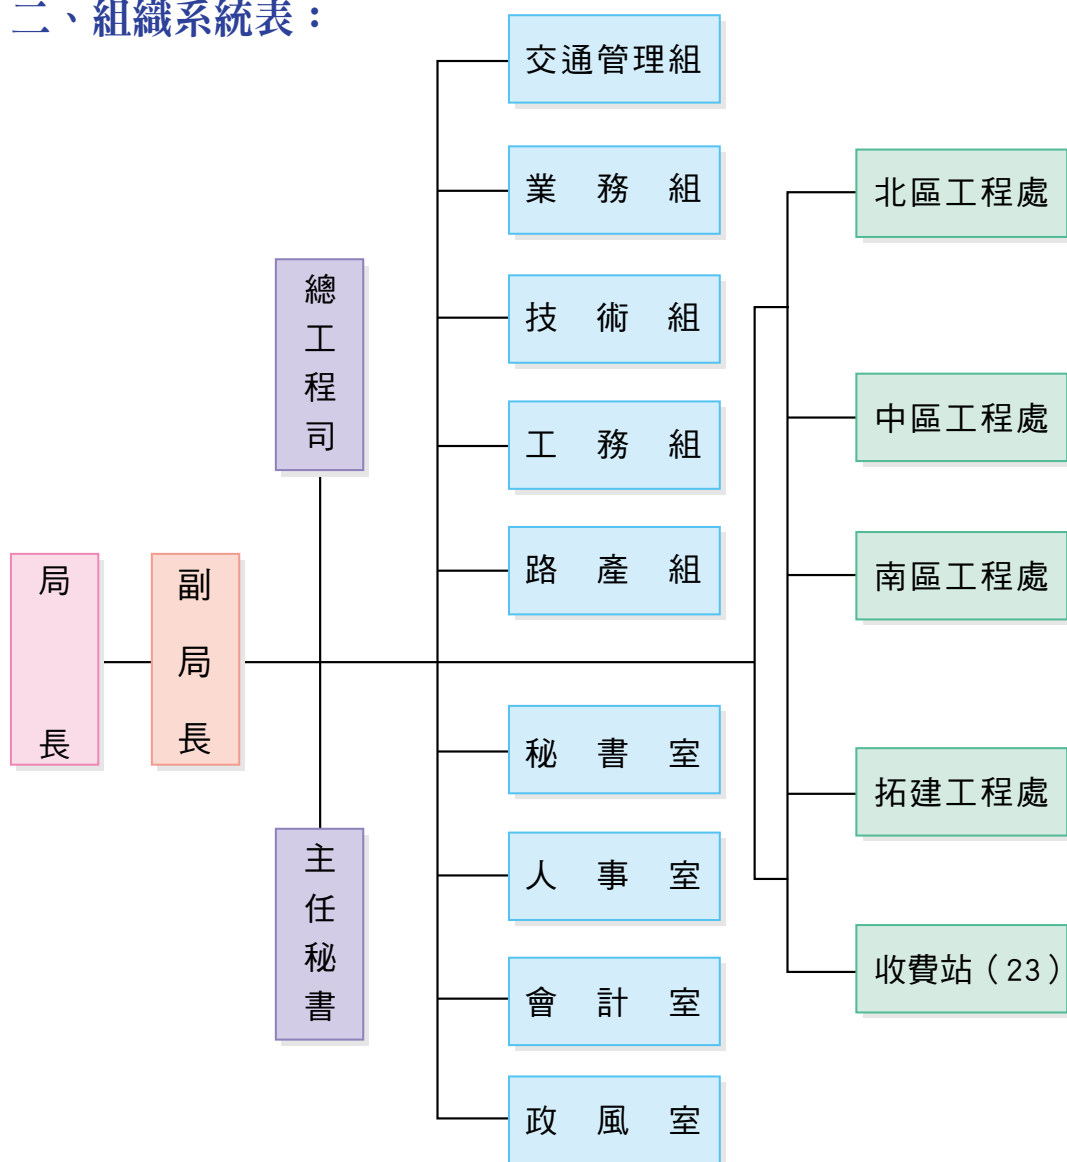 二、組織系統表：
局長
副局長
總工程司
主任秘書
交通管理組
業務組
技術組
工務組
路產組
秘書室
人事室
會計室
政風室
北區工程處
中區工程處
南區工程處
拓建工程處
收費站（23）